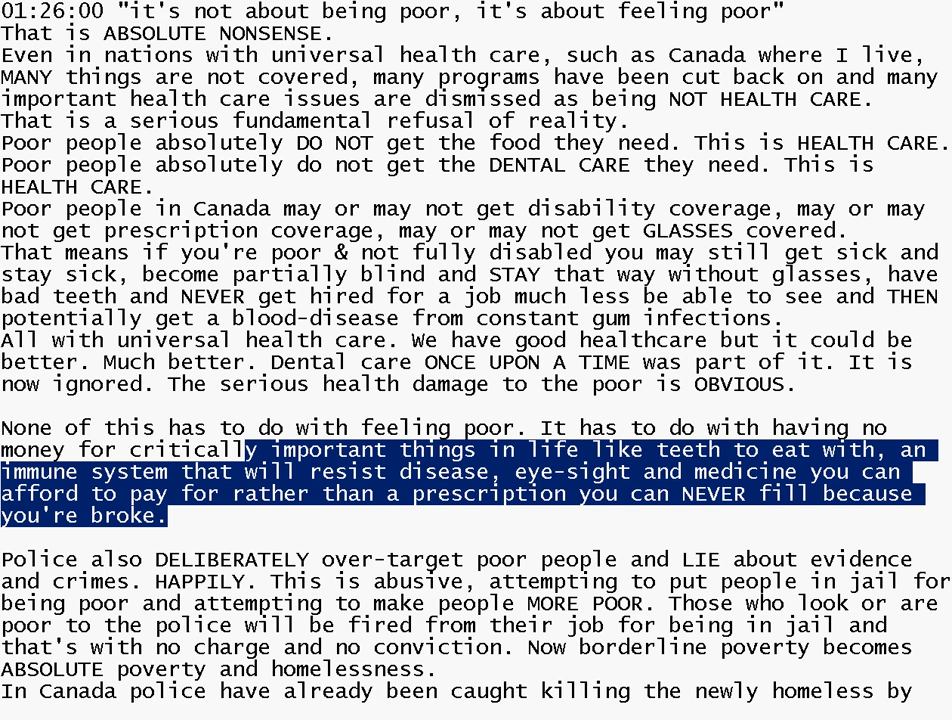 01:26:00 "it's not about being poor, it's about feeling poor"
That is ABSOLUTE NONSENSE.
Even in nations with universal health care, such as Canada where I live,
MANY things are not covered, many programs have been cut back on and many
important health care issues are dismissed as being NOT HEALTH CARE.
That is a serious fundamental refusal of reality.
Poor people absolutely DO NOT get the food they need. This is HEALTH CARE.
Poor people absolutely do not get the DENTAL CARE they need. This is
HEALTH CARE.
Poor people in Canada may or may not get disability coverage, may or may
not get prescription coverage, may or may not get GLASSES covered.
That means if you're poor & not fully disabled you may still get sick and
stay sick, become partially blind and STAY that way without glasses, have
bad teeth and NEVER get hired for a job much less be able to see and THEN
potentially get a blood-disease from constant gum infections.
All with universal health care. We have good healthcare but it could be
better. Much better. Dental care ONCE UPON A TIME was part of it. It is
now ignored. The serious health damage to the poor is OBVIOUS.
None of this has to do with feeling poor. It has to do with having no
money for critically important things in life like teeth to eat with, an
immune system that will resist disease, eye-sight and medicine you can
afford to pay for rather than a prescription you can NEVER fill because
you're broke.
Police also DELIBERATELY over-target poor people and LIE about evidence
and crimes. HAPPILY. This is abusive, attempting to put people in jail for
being poor and attempting to make people MORE POOR. Those who look or are
poor to the police will be fired from their job for being in jail and
that's with no charge and no conviction. Now borderline poverty becomes
ABSOLUTE poverty and homelessness.
In Canada police have already been caught killing the newly homeless by